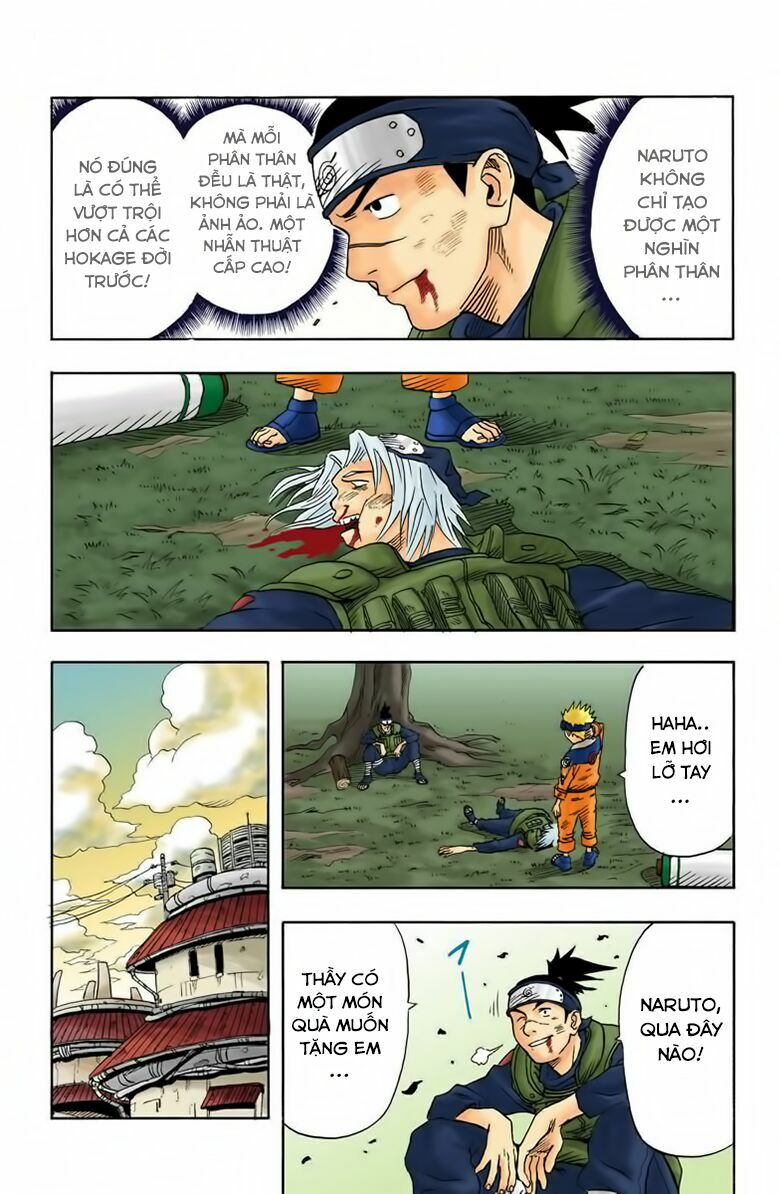 NARUTO
KHÔNG
CHỈ TẠO
ĐƯỢC MỘT
NGHÌN
PHÂN THÂN
...
MÀ MỖI
PHÂN THÂN
ĐỀU LÀ THẬT,
KHÔNG PHẢI LÀ
ẢNH ẢO. MỘT
NHẪN THUẬT
CẤP CAO!
NÓ ĐÚNG
LÀ CÓ THỂ
VƯỢT TRỘI
HƠN CẢ CÁC
HOKAGE ĐỜI
TRƯỚC!
HAHA..
EM HƠI
LỠ TAY
...
NARUTO,
QUA ĐÂY
NÀO!
THẦY CÓ
MỘT MÓN
QUÀ MUỐN
TẶNG EM
...